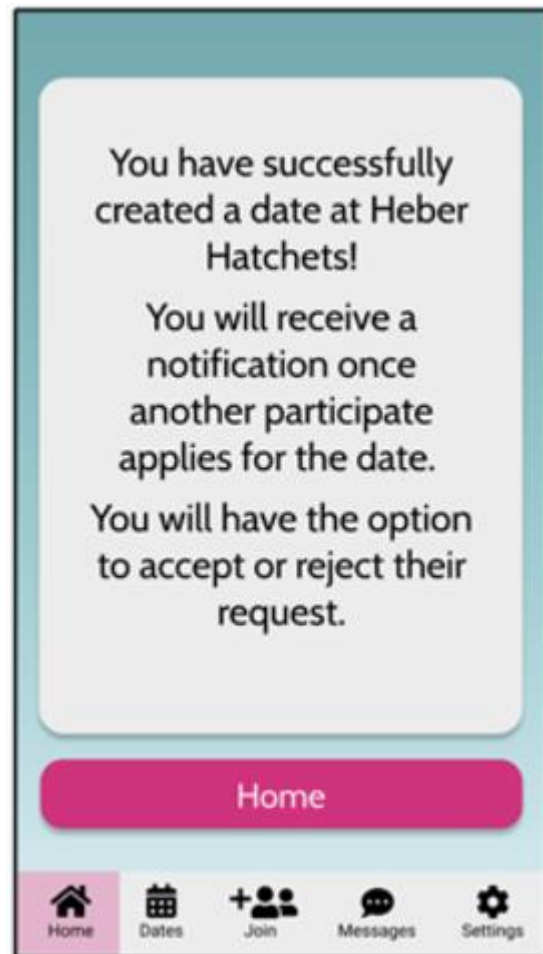 You have successfully
created a date at Heber
Hatchets!
You will receive a
notification once
another participate
applies for the date.
You will have the option
to accept or reject their
request.
Home
Home
Dates
Join
Messages
Settings